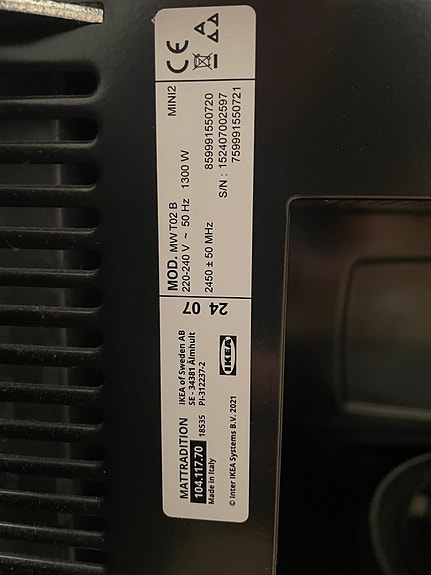 MATTRADITION
104.117.70
18535
Made in Italy
IKEA of Sweden AB
SE - 34381 Älmhult
PI-312237-2
© Inter IKEA Systems B.V. 2021
IKEA
24 07
MOD. MW T02 B
MINI2
220-240 V ~ 50 Hz 1300 W
2450 ± 50 MHz
859991550720
S/N : 152407002597
759991550721
CE